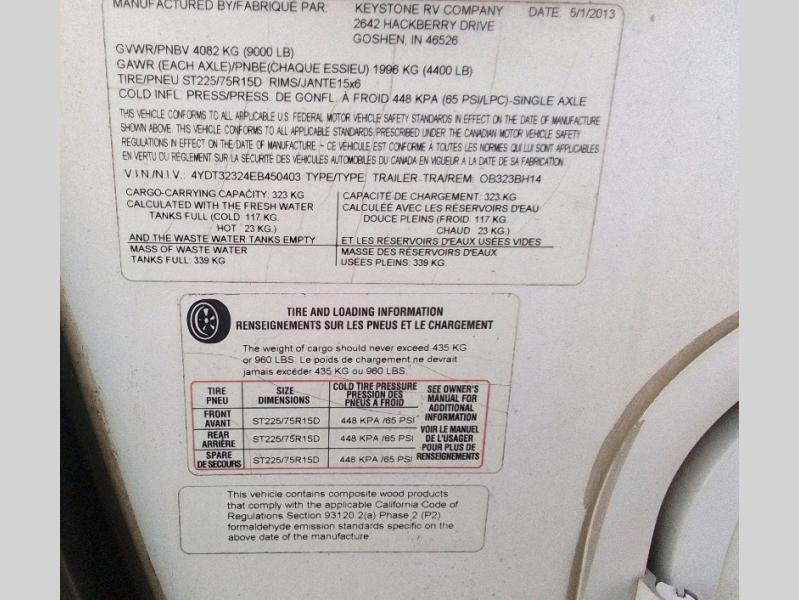 MANUFACTURED BY/FABRIQUÉ PAR: KEYSTONE RV COMPANY DATE: 5/1/2013
2642 HACKBERRY DRIVE
GOSHEN, IN 46526
GVWR/PNBV 4082 KG (9000 LB)
GAWR (EACH AXLE)/PNBE(CHAQUE ESSIEU) 1996 KG (4400 LB)
TIRE/PNEU ST225/75R15D RIMS/JANTE15x6
COLD INFL. PRESS/PRESS. DE GONFL. À FROID 448 KPA (65 PSI/LPC)-SINGLE AXLE
THIS VEHICLE CONFORMS TO ALL APPLICABLE U.S. FEDERAL MOTOR VEHICLE SAFETY STANDARDS IN EFFECT ON THE DATE OF MANUFACTURE
SHOWN ABOVE. THIS VEHICLE CONFORMS TO ALL APPLICABLE STANDARDS PRESCRIBED UNDER THE CANADIAN MOTOR VEHICLE SAFETY
REGULATIONS IN EFFECT ON THE DATE OF MANUFACTURE - CE VÉHICULE EST CONFORME À TOUTES LES NORMES QUI LUI SONT APPLICABLES
EN VERTU DU RÈGLEMENT SUR LA SÉCURITÉ DES VÉHICULES AUTOMOBILES DU CANADA EN VIGUEUR À LA DATE DE SA FABRICATION
V.I.N./N.I.V.: 4YDT32324EB450403 TYPE/TYPE: TRAILER.TRA/REM: OB323BH14
CARGO-CARRYING CAPACITY: 323 KG
CALCULATED WITH THE FRESH WATER
TANKS FULL (COLD 117 KG.
HOT 23 KG.)
AND THE WASTE WATER TANKS EMPTY
MASS OF WASTE WATER
TANKS FULL: 339 KG
CAPACITÉ DE CHARGEMENT: 323 KG
CALCULÉE AVEC LES RÉSERVOIRS D'EAU
DOUCE PLEINS (FROID 117 KG
CHAUD 23 KG.)
ET LES RÉSERVOIRS D'EAUX USÉES VIDES
MASSE DES RÉSERVOIRS D'EAUX
USÉES PLEINS: 339 KG.
TIRE AND LOADING INFORMATION
RENSEIGNEMENTS SUR LES PNEUS ET LE CHARGEMENT
The weight of cargo should never exceed 435 KG
or 960 LBS. Le poids de chargement ne devrait
jamais excéder 435 KG ou 960 LBS.
TIRE
PNEU
SIZE
DIMENSIONS
COLD TIRE PRESSURE
PRESSION DES
PNEUS A FROID
SEE OWNER'S
MANUAL FOR
ADDITIONAL
INFORMATION
VOIR LE MANUEL
DE L'USAGER
POUR PLUS DE
RENSEIGNEMENTS
FRONT
AVANT
ST225/75R15D 448 KPA /65 PSI
REAR
ARRIÈRE
ST225/75R15D 448 KPA /65 PSI
SPARE
DE SECOURS
ST225/75R15D 448 KPA /65 PSI
This vehicle contains composite wood products
that comply with the applicable California Code of
Regulations Section 93120.2(a) Phase 2 (P2)
formaldehyde emission standards specific on the
above date of the manufacture